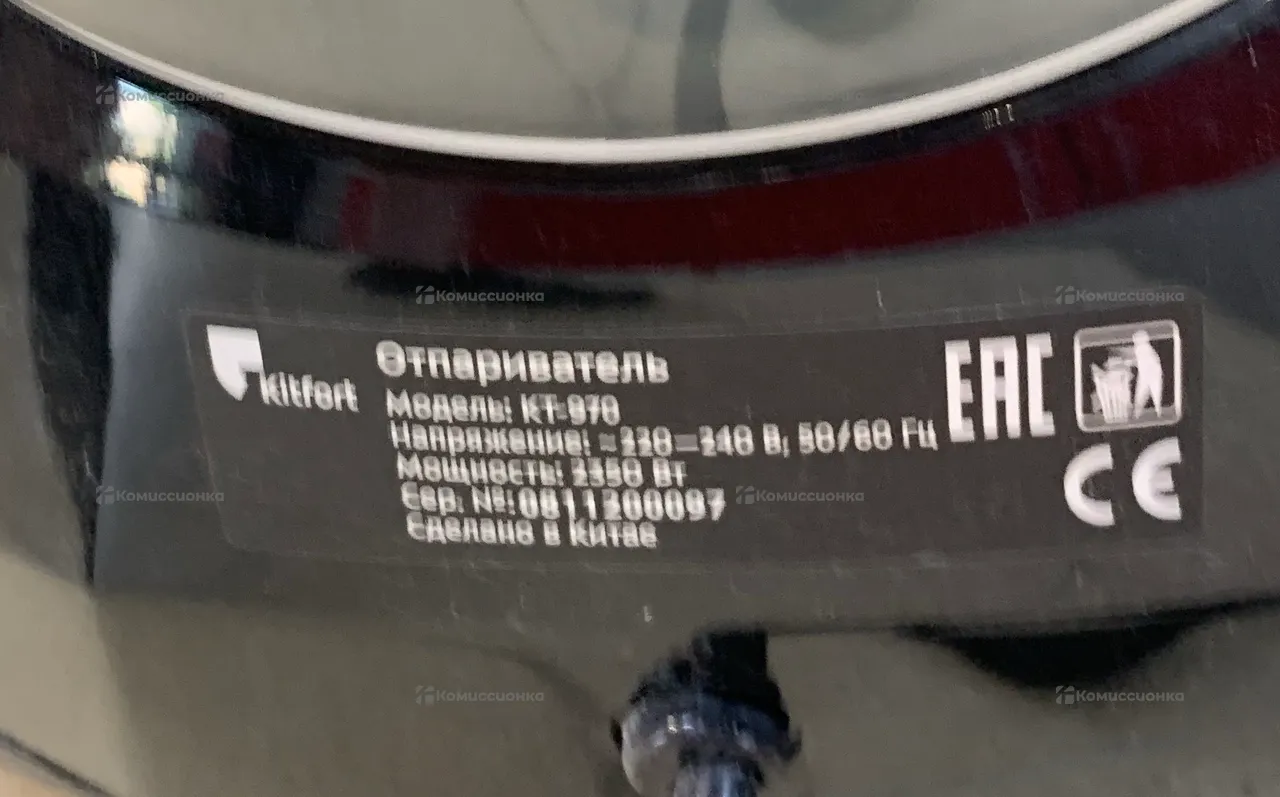 Kitfort
Отпариватель
Модель: KT-970
Напряжение: ~220–240 В, 50/60 Гц
Мощность: 2350 Вт
Сер. №: 0811200097
Сделано в Китае
EAC
CE
Комиссионка
Комиссионка
Комиссионка
Комиссионка
Комиссионка
Комиссионка
Комиссионка